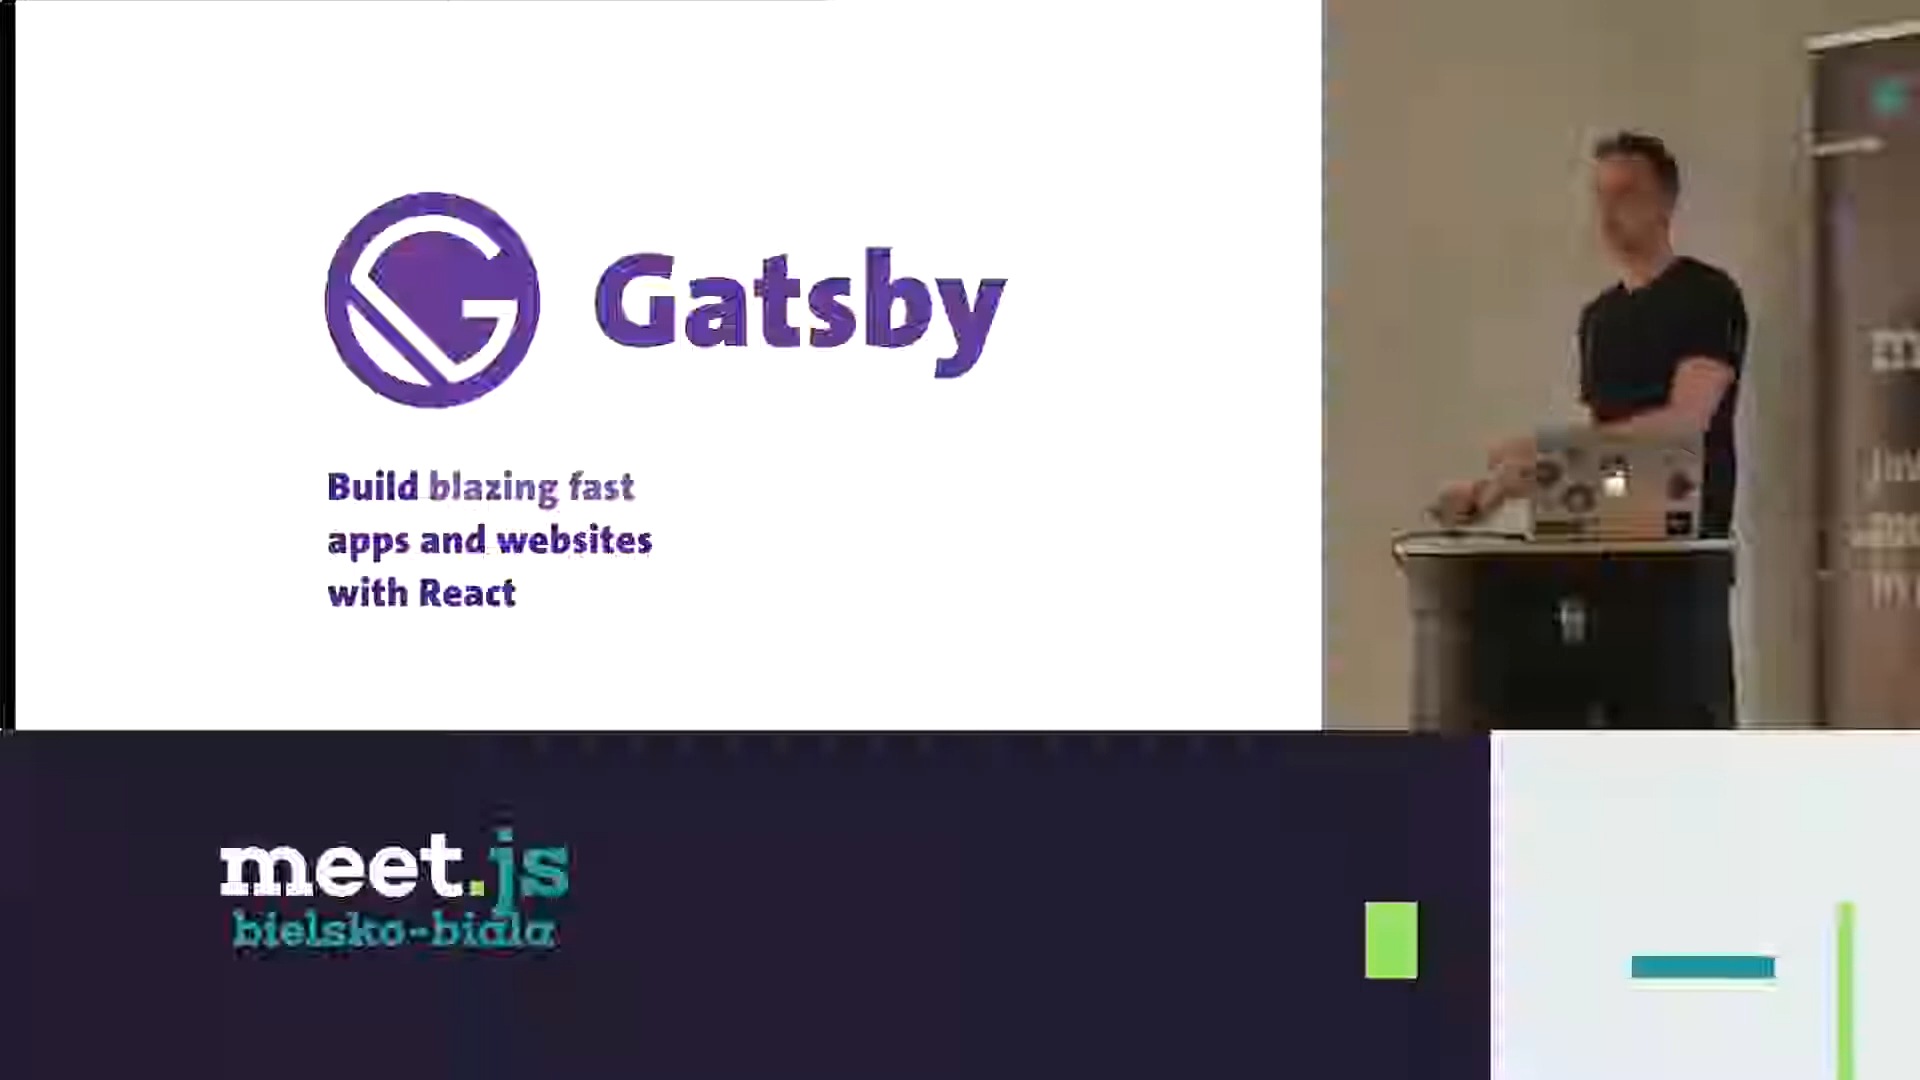 Gatsby
Build blazing fast
apps and websites
with React
meet.js
bielsko-biala